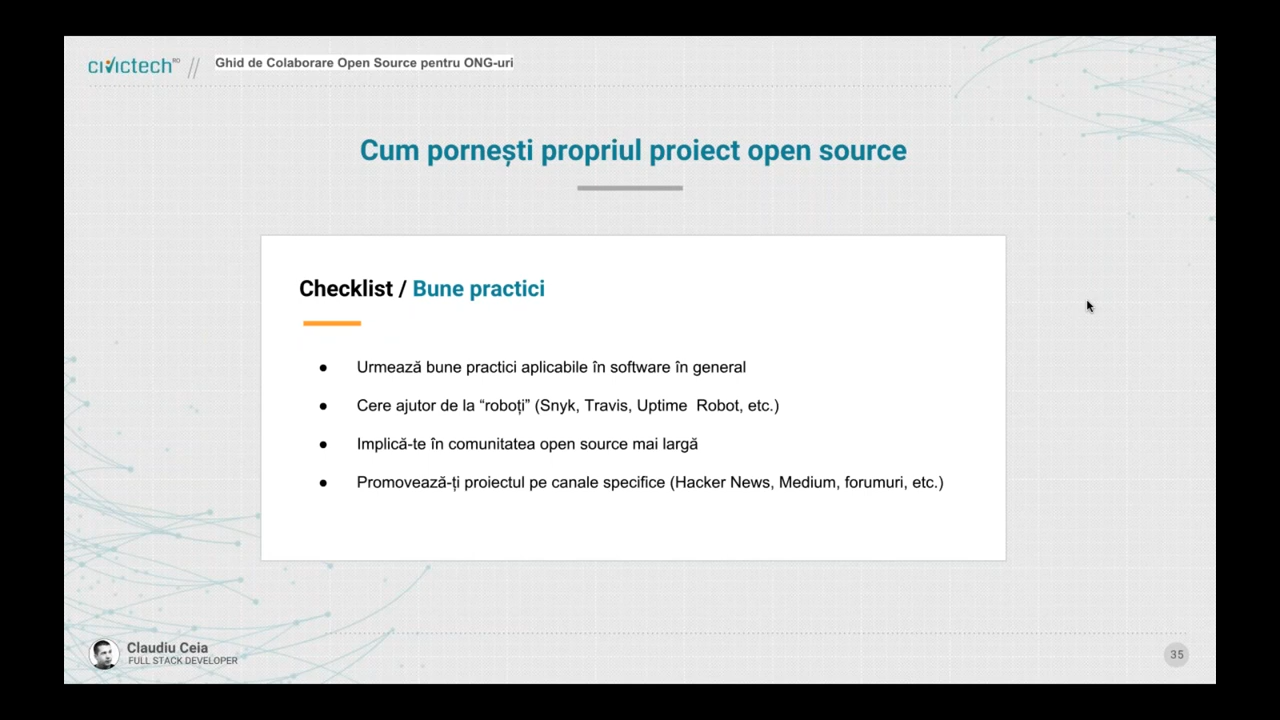 civictech RO // Ghid de Colaborare Open Source pentru ONG-uri
Cum pornești propriul proiect open source
Checklist / Bune practici
● Urmează bune practici aplicabile în software în general
● Cere ajutor de la “roboți” (Snyk, Travis, Uptime Robot, etc.)
● Implică-te în comunitatea open source mai largă
● Promovează-ți proiectul pe canale specifice (Hacker News, Medium, forumuri, etc.)
Claudiu Ceia
FULL STACK DEVELOPER
35